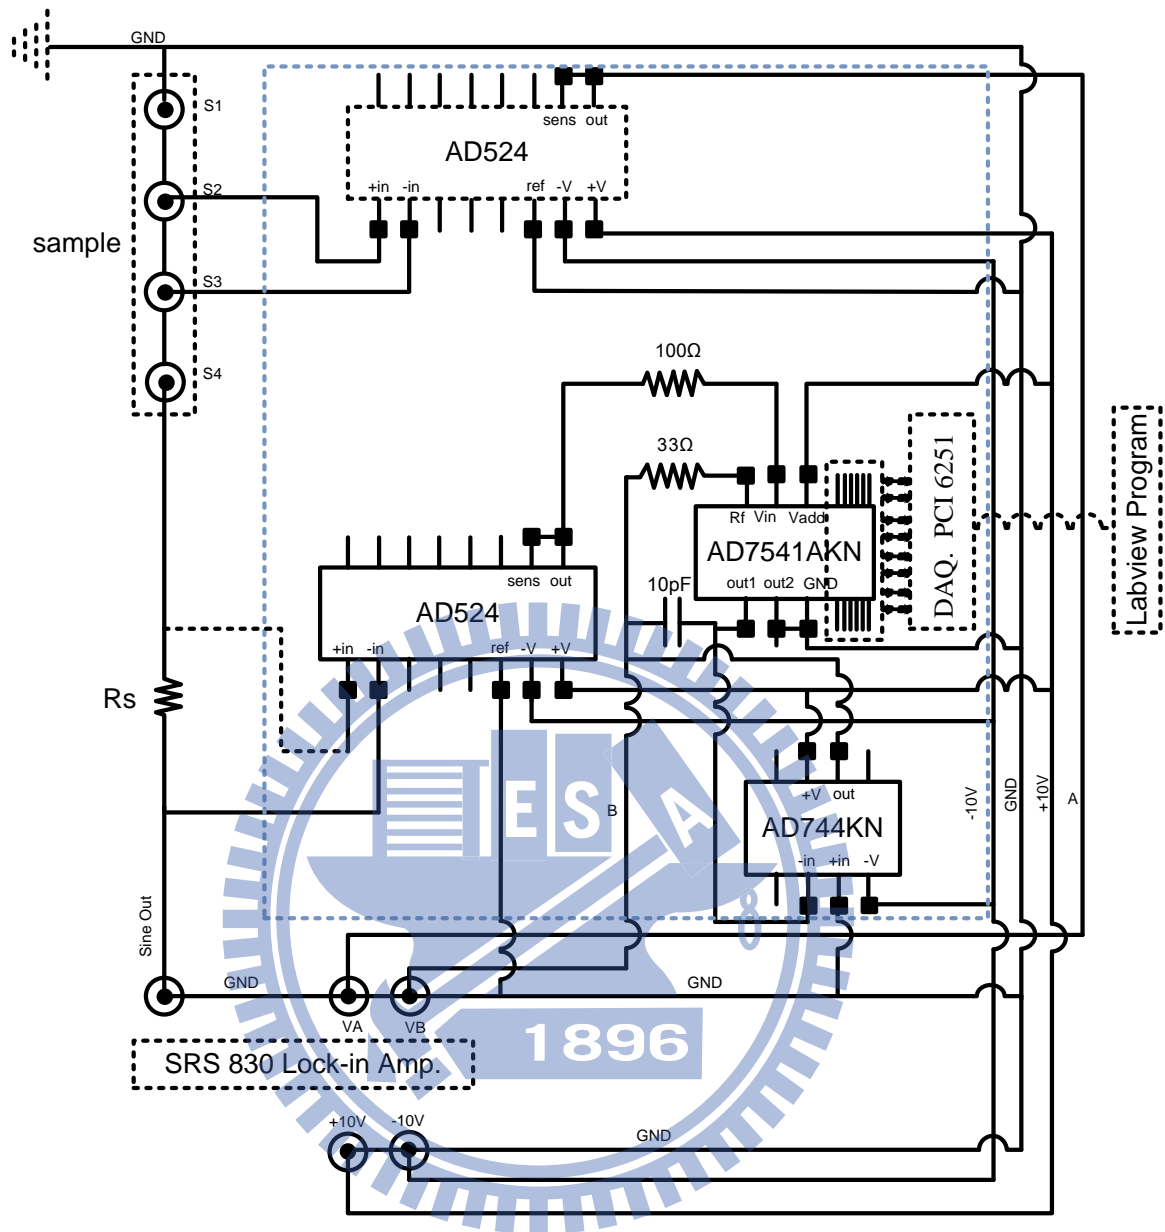 GND
S1
sens out
AD524
+in -in ref -V +V
S2
sample
S3
S4
100Ω
33Ω
Rf Vin Vadd
AD7541AKN
out1 out2 GND
10pF
DAQ. PCI 6251
Labview Program
sens out
AD524
+in -in ref -V +V
Rs
+V out
AD744KN
-in +in -V
B
-10V
GND
+10V
A
ESA
8
Sine Out
GND
VA
VB
GND
1896
SRS 830 Lock-in Amp.
+10V
-10V
GND